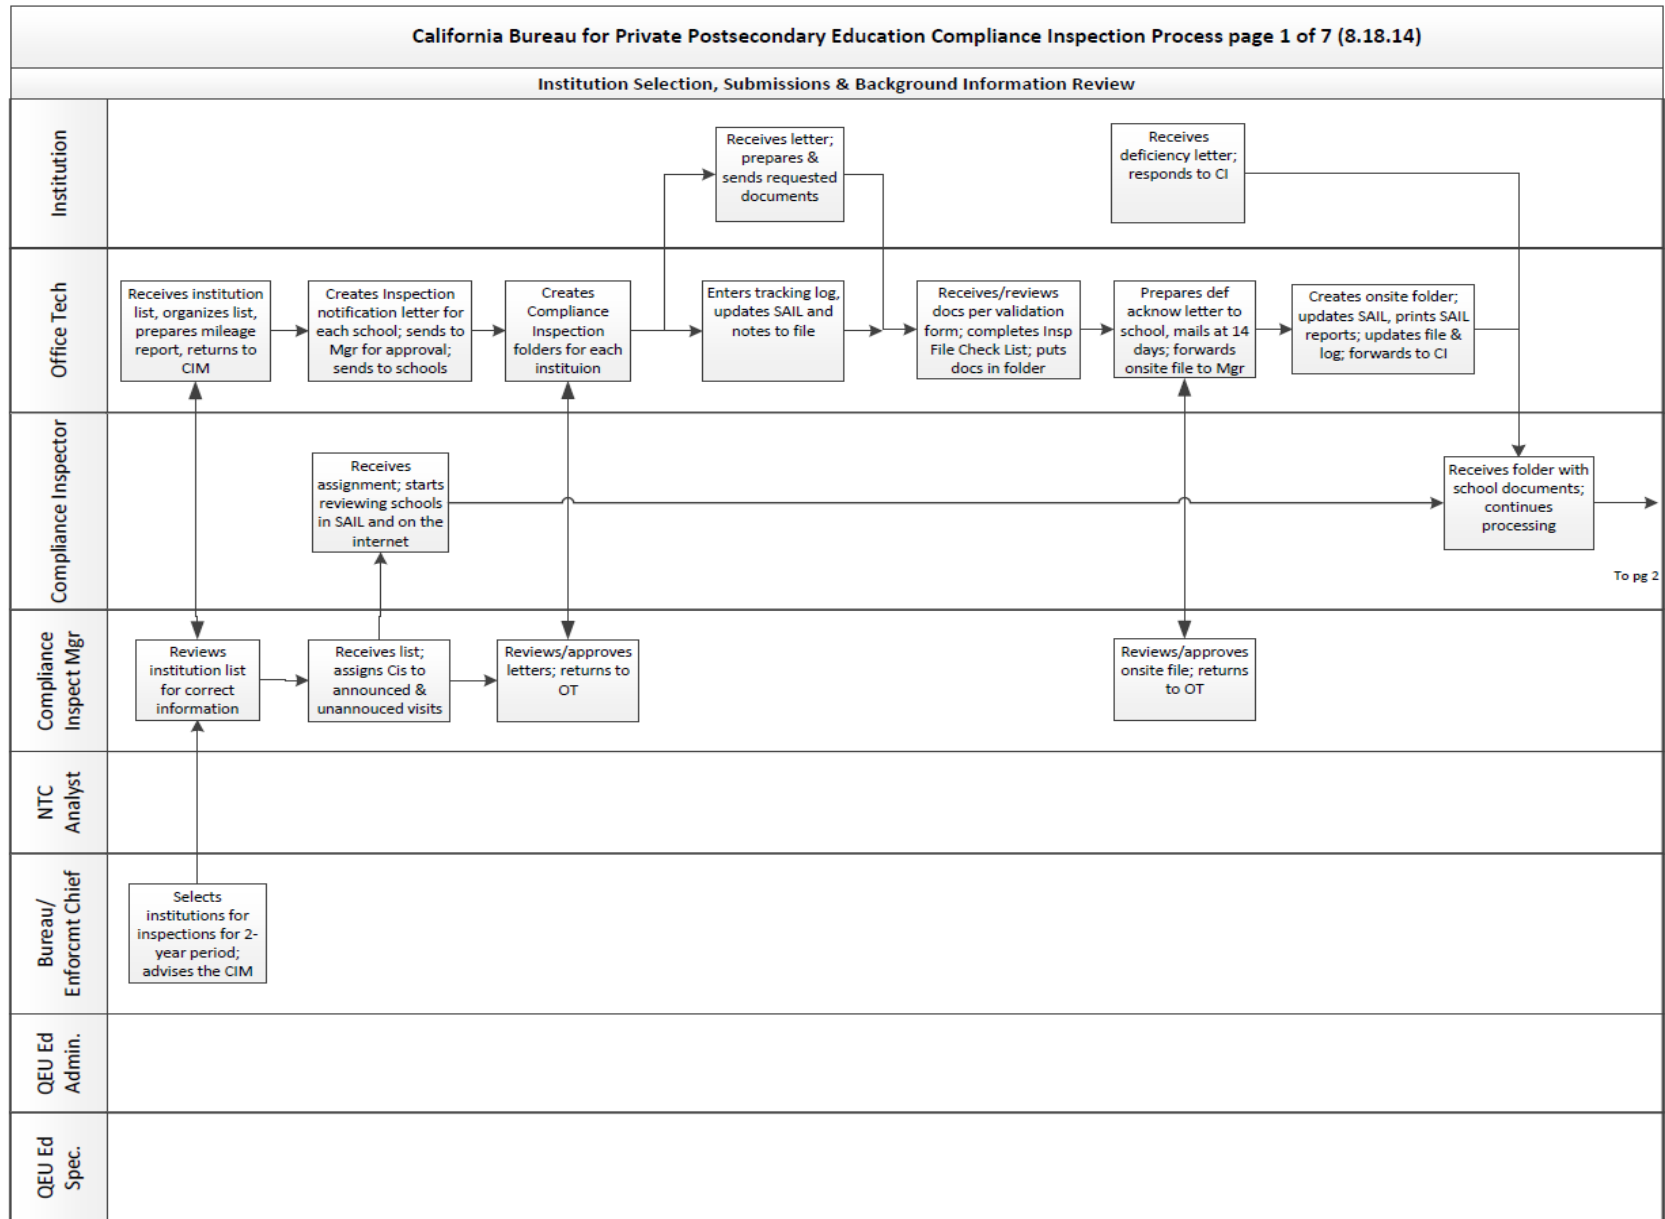 California Bureau for Private Postsecondary Education Compliance Inspection Process page 1 of 7 (8.18.14)
Institution Selection, Submissions & Background Information Review
Institution
Receives letter;
prepares &
sends requested
documents
Receives
deficiency letter;
responds to CI
Office Tech
Receives institution
list, organizes list,
prepares mileage
report, returns to
CIM
Creates Inspection
notification letter for
each school; sends to
Mgr for approval;
sends to schools
Creates
Compliance
Inspection
folders for each
instituion
Enters tracking log,
updates SAIL and
notes to file
Receives/reviews
docs per validation
form; completes Insp
File Check List; puts
docs in folder
Prepares def
acknow letter to
school, mails at 14
days; forwards
onsite file to Mgr
Creates onsite folder;
updates SAIL, prints SAIL
reports; updates file &
log; forwards to CI
Compliance Inspector
Receives
assignment; starts
reviewing schools
in SAIL and on the
internet
Receives folder with
school documents;
continues
processing
To pg 2
Compliance
Inspect Mgr
Reviews
institution list
for correct
information
Receives list;
assigns Cis to
announced &
unannouced visits
Reviews/approves
letters; returns to
OT
Reviews/approves
onsite file; returns
to OT
NTC
Analyst
Bureau/
Enforcmt Chief
Selects
institutions for
inspections for 2-
year period;
advises the CIM
QEU Ed
Admin.
QEU Ed
Spec.